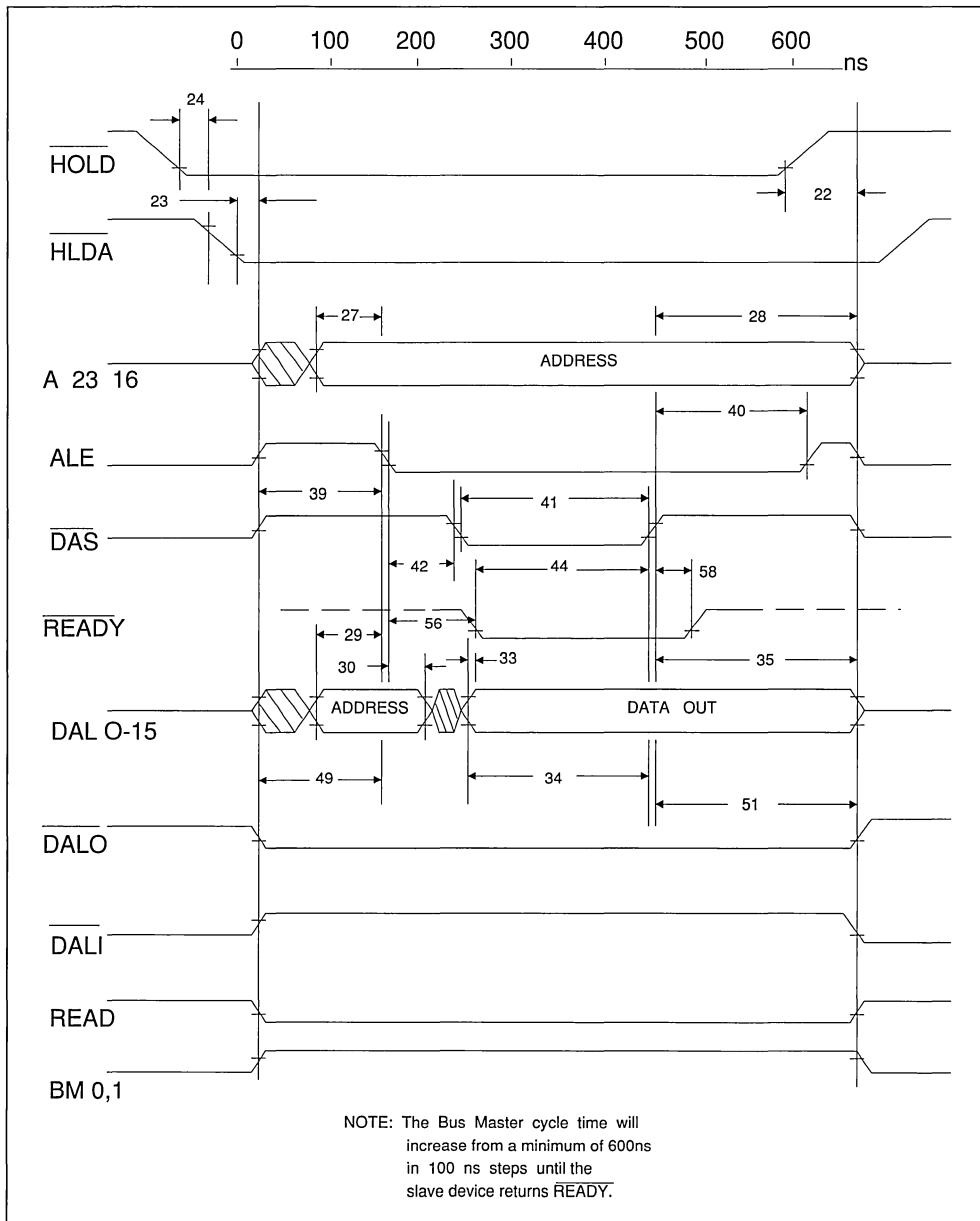 0 100 200 300 400 500 600
ns
24
HOLD
23
22
HLDA
27
28
A 23 16
ADDRESS
40
ALE
39
41
DAS
42
44
58
READY
56
29
30
33
35
DAL O-15
ADDRESS
DATA OUT
49
34
51
DALO
DALI
READ
BM 0,1
NOTE: The Bus Master cycle time will
increase from a minimum of 600ns
in 100 ns steps until the
slave device returns READY.